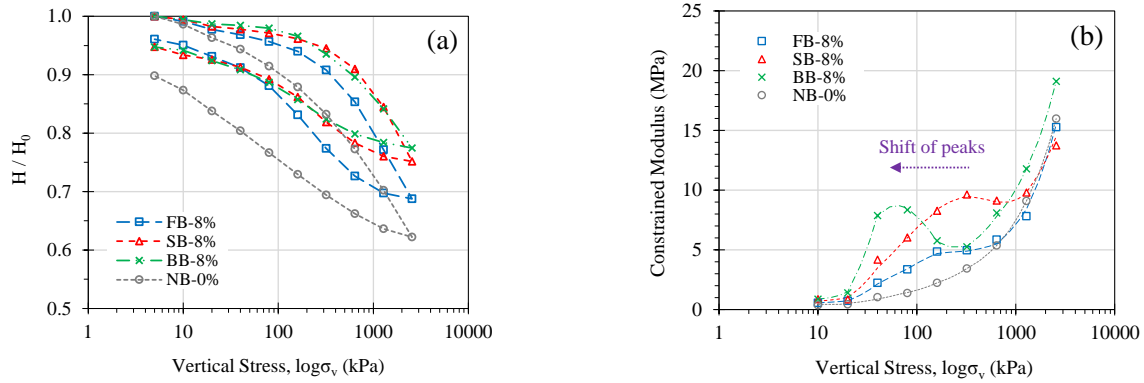 (a)
H / H₀
1.0
0.9
0.8
0.7
0.6
0.5
FB-8%
SB-8%
BB-8%
NB-0%
1
10
100
1000
10000
Vertical Stress, logσᵥ (kPa)
(b)
Constrained Modulus (MPa)
25
20
15
10
5
0
FB-8%
SB-8%
BB-8%
NB-0%
Shift of peaks
1
10
100
1000
10000
Vertical Stress, logσᵥ (kPa)